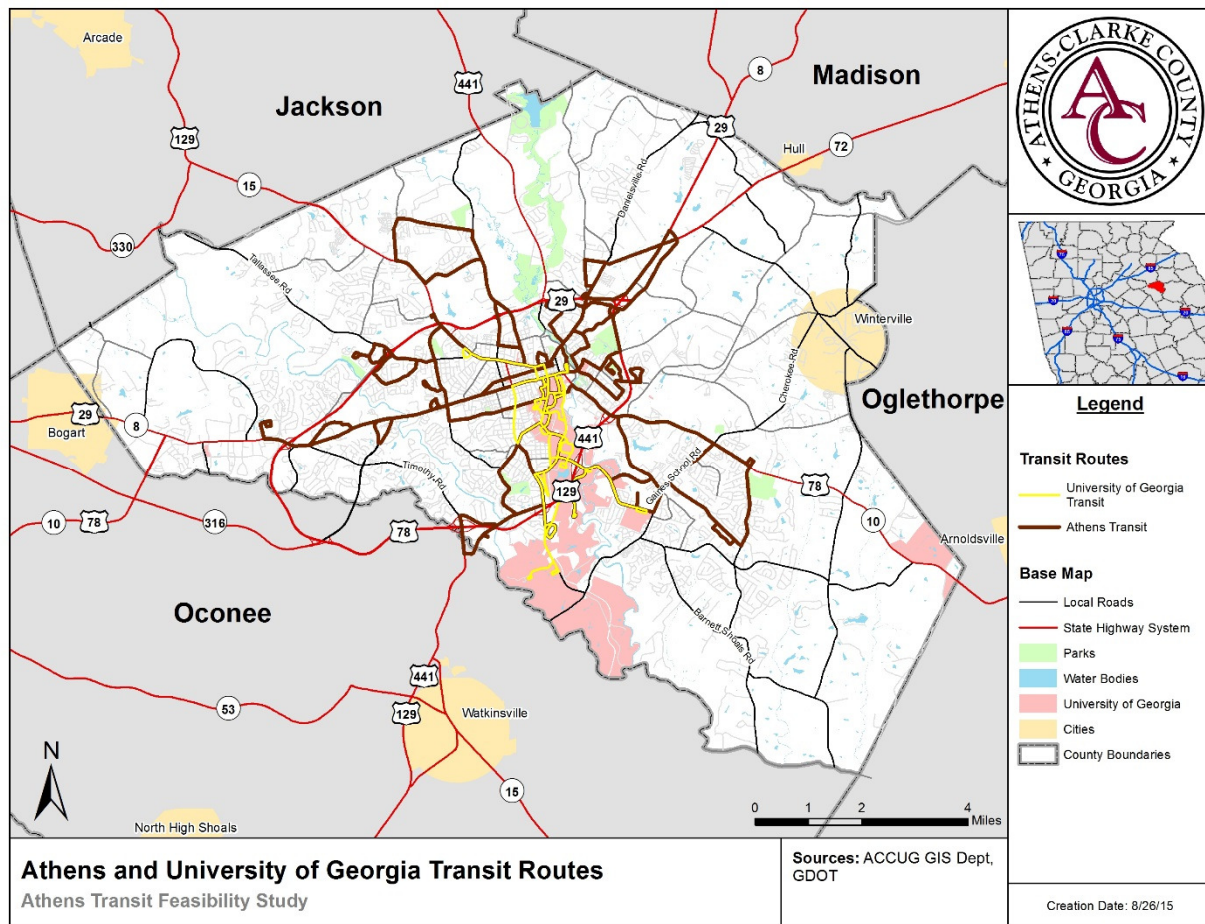 Arcade
Jackson
441
8
Madison
129
29
Hull
72
15
Danielsville Rd
330
Tallassee Rd
29
Winterville
Cherokee Rd
Oglethorpe
29
8
Bogart
441
Gaines School Rd
Timothy Rd
129
78
10
78
316
78
10
Arnoldsville
Oconee
Barnett Shoals Rd
441
53
129
Watkinsville
N
15
0 1 2 4
Miles
North High Shoals
ATHENS-CLARKE COUNTY
AC
★ GEORGIA ★
Legend
Transit Routes
University of Georgia
Transit
Athens Transit
Base Map
Local Roads
State Highway System
Parks
Water Bodies
University of Georgia
Cities
County Boundaries
Athens and University of Georgia Transit Routes
Athens Transit Feasibility Study
Sources: ACCUG GIS Dept,
GDOT
Creation Date: 8/26/15